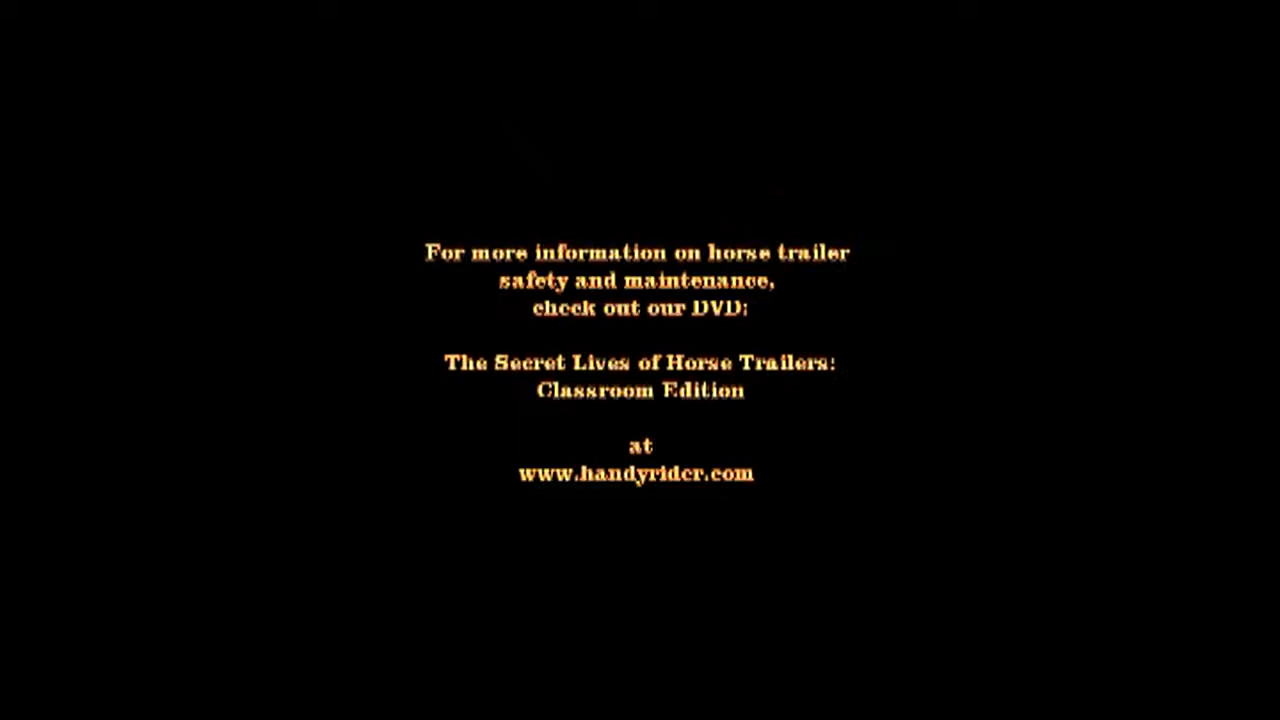 For more information on horse trailer
safety and maintenance,
check out our DVD:
The Secret Lives of Horse Trailers:
Classroom Edition
at
www.handyrider.com